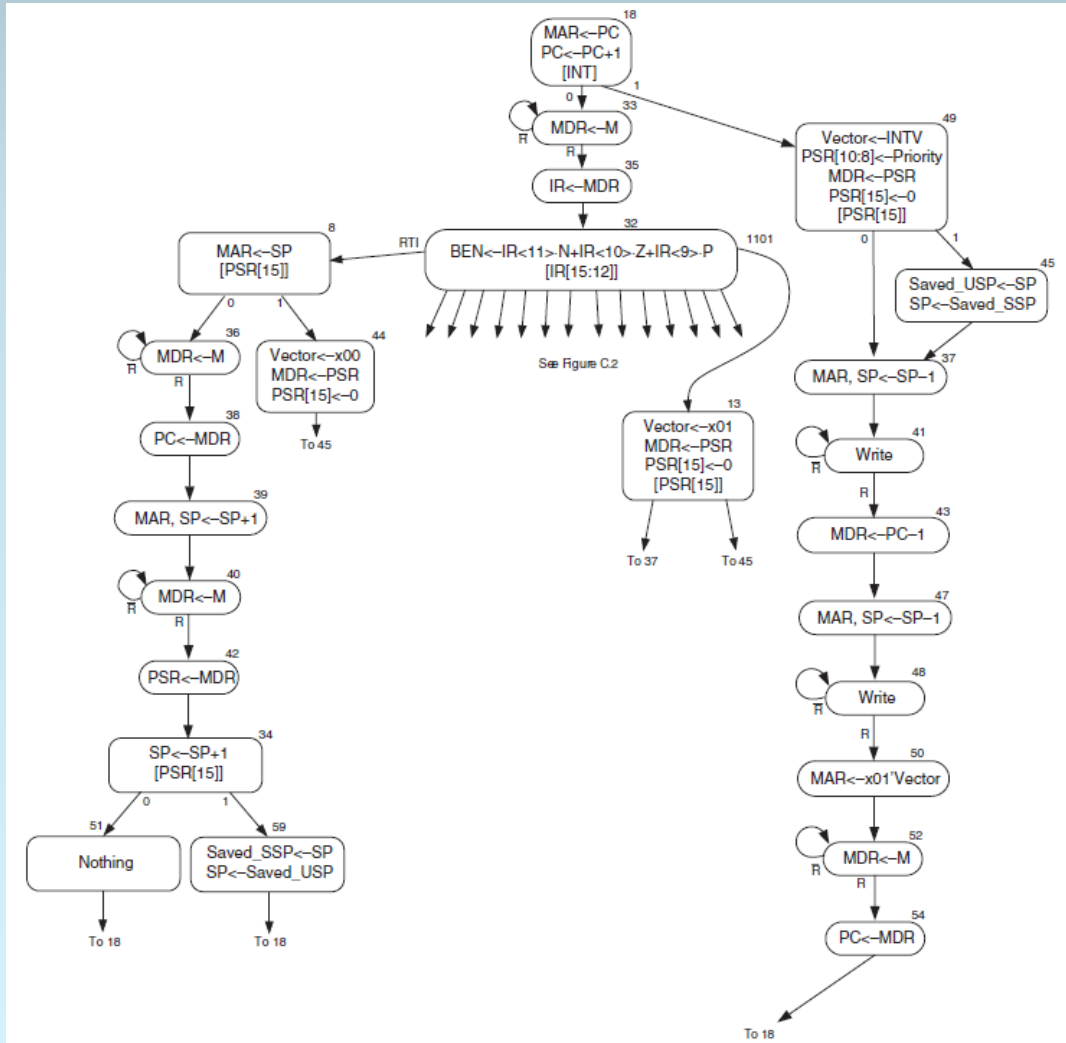 18
MAR<–PC
PC<–PC+1
[INT]
0
1
33
MDR<–M
R̅
R
35
IR<–MDR
32
BEN<–IR<11>·N+IR<10>·Z+IR<9>·P
[IR[15:12]]
RTI
1101
See Figure C.2
8
MAR<–SP
[PSR[15]]
0
1
36
MDR<–M
R̅
R
44
Vector<–x00
MDR<–PSR
PSR[15]<–0
To 45
38
PC<–MDR
39
MAR, SP<–SP+1
40
MDR<–M
R̅
R
42
PSR<–MDR
34
SP<–SP+1
[PSR[15]]
0
1
51
Nothing
To 18
59
Saved_SSP<–SP
SP<–Saved_USP
To 18
13
Vector<–x01
MDR<–PSR
PSR[15]<–0
[PSR[15]]
To 37
To 45
49
Vector<–INTV
PSR[10:8]<–Priority
MDR<–PSR
PSR[15]<–0
[PSR[15]]
0
1
45
Saved_USP<–SP
SP<–Saved_SSP
37
MAR, SP<–SP–1
41
Write
R̅
R
43
MDR<–PC–1
47
MAR, SP<–SP–1
48
Write
R̅
R
50
MAR<–x01'Vector
52
MDR<–M
R̅
R
54
PC<–MDR
To 18